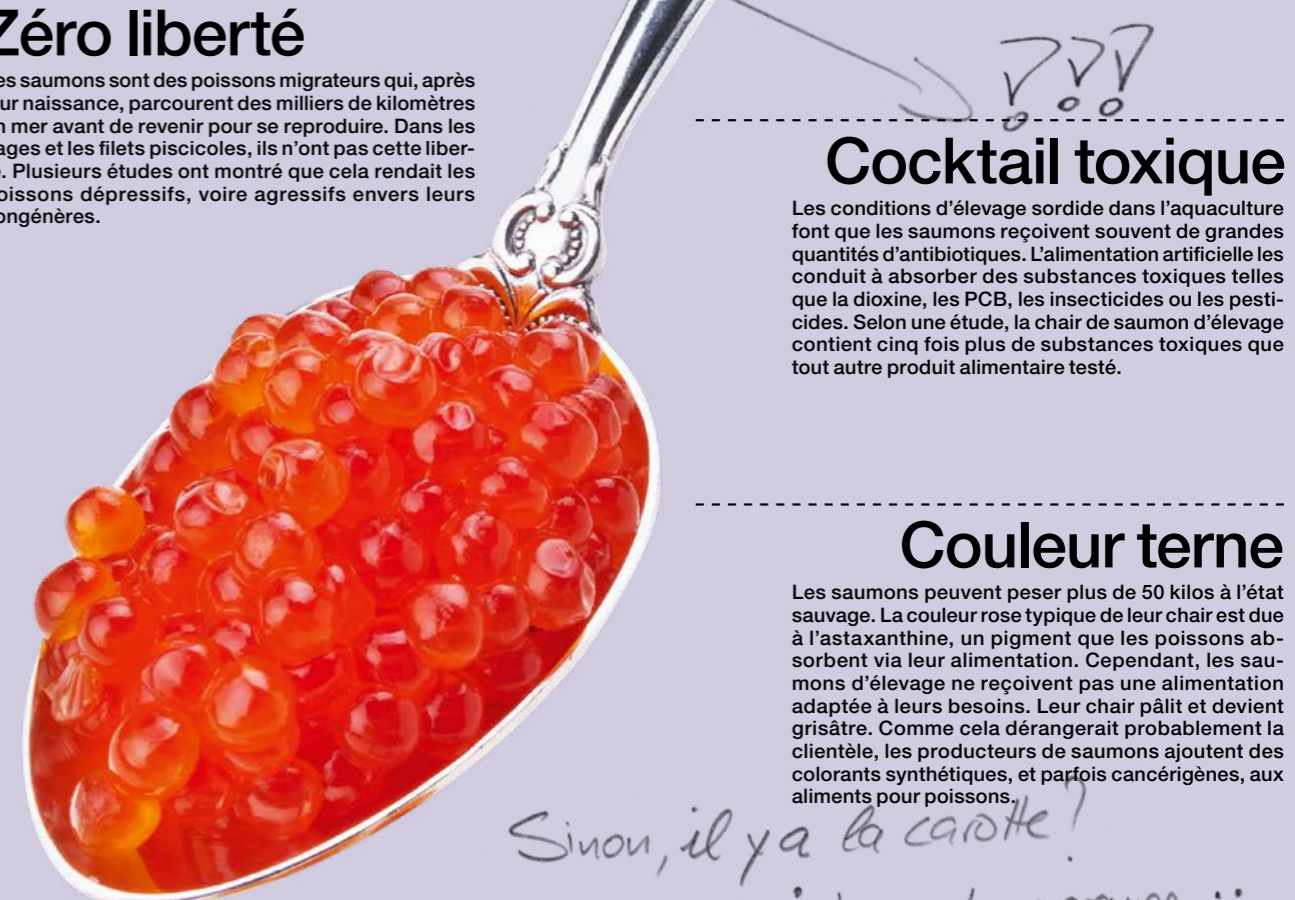 Zéro liberté
es saumons sont des poissons migrateurs qui, après
ur naissance, parcourent des milliers de kilomètres
n mer avant de revenir pour se reproduire. Dans les
ages et les filets piscicoles, ils n'ont pas cette liber-
é. Plusieurs études ont montré que cela rendait les
oissons dépressifs, voire agressifs envers leurs
ongénères.
???
Cocktail toxique
Les conditions d'élevage sordide dans l'aquaculture
font que les saumons reçoivent souvent de grandes
quantités d'antibiotiques. L'alimentation artificielle les
conduit à absorber des substances toxiques telles
que la dioxine, les PCB, les insecticides ou les pesti-
cides. Selon une étude, la chair de saumon d'élevage
contient cinq fois plus de substances toxiques que
tout autre produit alimentaire testé.
Couleur terne
Les saumons peuvent peser plus de 50 kilos à l'état
sauvage. La couleur rose typique de leur chair est due
à l'astaxanthine, un pigment que les poissons ab-
sorbent via leur alimentation. Cependant, les sau-
mons d'élevage ne reçoivent pas une alimentation
adaptée à leurs besoins. Leur chair pâlit et devient
grisâtre. Comme cela dérangerait probablement la
clientèle, les producteurs de saumons ajoutent des
colorants synthétiques, et parfois cancérigènes, aux
aliments pour poissons.
Sinon, il y a la carotte?